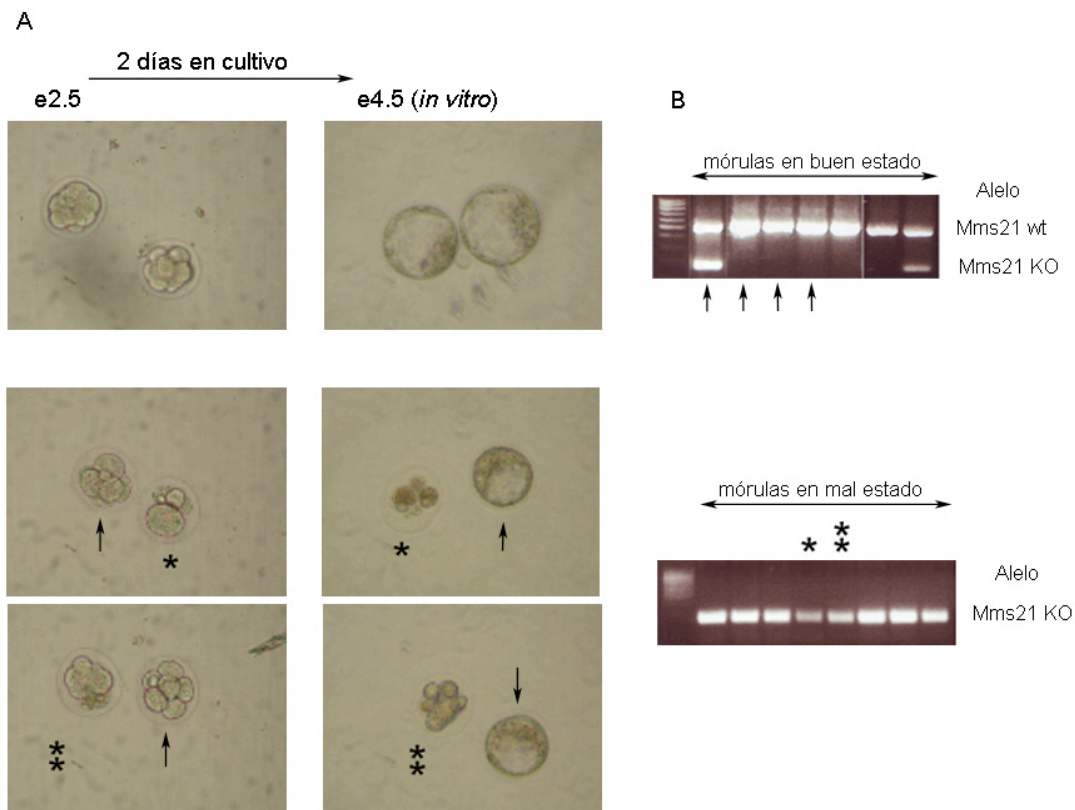 A
2 días en cultivo
e2.5
e4.5 (in vitro)
B
mórulas en buen estado
Alelo
Mms21 wt
Mms21 KO
*
*
mórulas en mal estado
*
**
Alelo
Mms21 KO
**
**